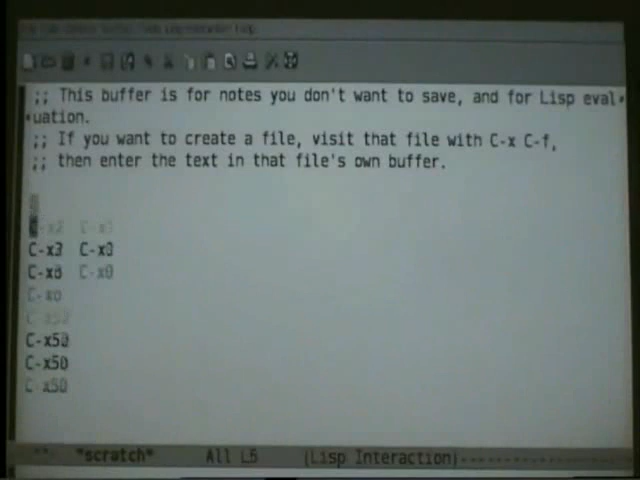 ;; This buffer is for notes you don't want to save, and for Lisp eval
uation.
;; If you want to create a file, visit that file with C-x C-f,
;; then enter the text in that file's own buffer.
C-x3 C-x0
C-xo C-x0
C-xo
C-x50
C-x50
*scratch* All L5 (Lisp Interaction)